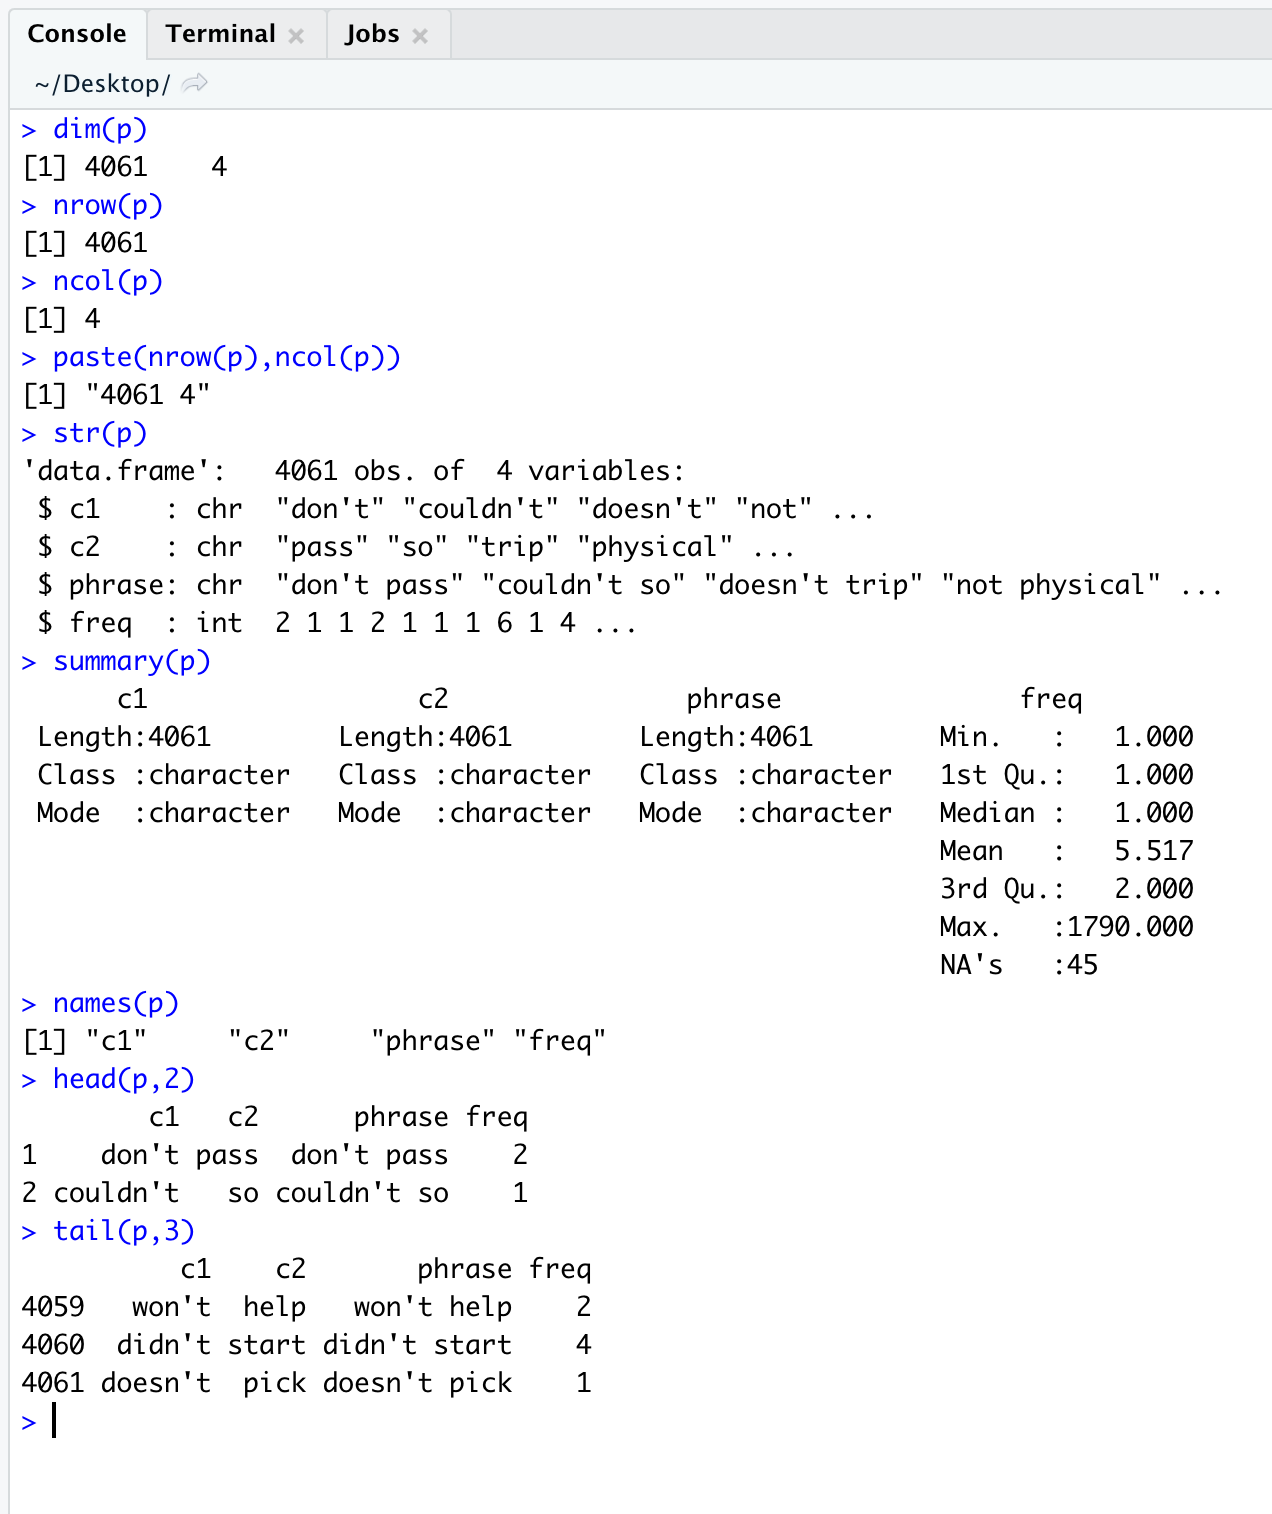 Console Terminal Jobs
~/Desktop/
> dim(p)
[1] 4061    4
> nrow(p)
[1] 4061
> ncol(p)
[1] 4
> paste(nrow(p),ncol(p))
[1] "4061 4"
> str(p)
'data.frame':   4061 obs. of  4 variables:
 $ c1    : chr  "don't" "couldn't" "doesn't" "not" ...
 $ c2    : chr  "pass" "so" "trip" "physical" ...
 $ phrase: chr  "don't pass" "couldn't so" "doesn't trip" "not physical" ...
 $ freq  : int  2 1 1 2 1 1 1 6 1 4 ...
> summary(p)
      c1                 c2               phrase               freq
 Length:4061        Length:4061        Length:4061        Min.   :   1.000
 Class :character   Class :character   Class :character   1st Qu.:   1.000
 Mode  :character   Mode  :character   Mode  :character   Median :   1.000
                                                          Mean   :   5.517
                                                          3rd Qu.:   2.000
                                                          Max.   :1790.000
                                                          NA's   :45
> names(p)
[1] "c1"     "c2"     "phrase" "freq"
> head(p,2)
        c1   c2      phrase freq
1    don't pass  don't pass    2
2 couldn't   so couldn't so    1
> tail(p,3)
          c1    c2       phrase freq
4059   won't  help   won't help    2
4060  didn't start didn't start    4
4061 doesn't  pick doesn't pick    1
>